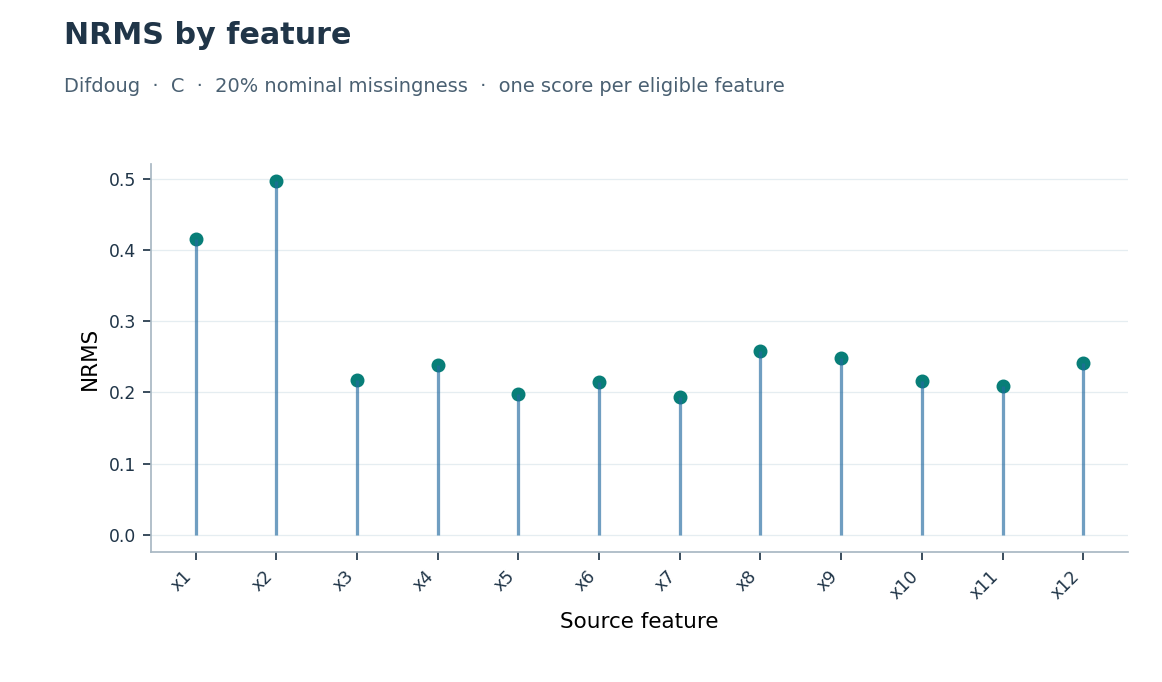 NRMS by feature
Difdoug · C · 20% nominal missingness · one score per eligible feature
0.5
0.4
0.3
0.2
0.1
0.0
NRMS
x1 x2 x3 x4 x5 x6 x7 x8 x9 x10 x11 x12
Source feature